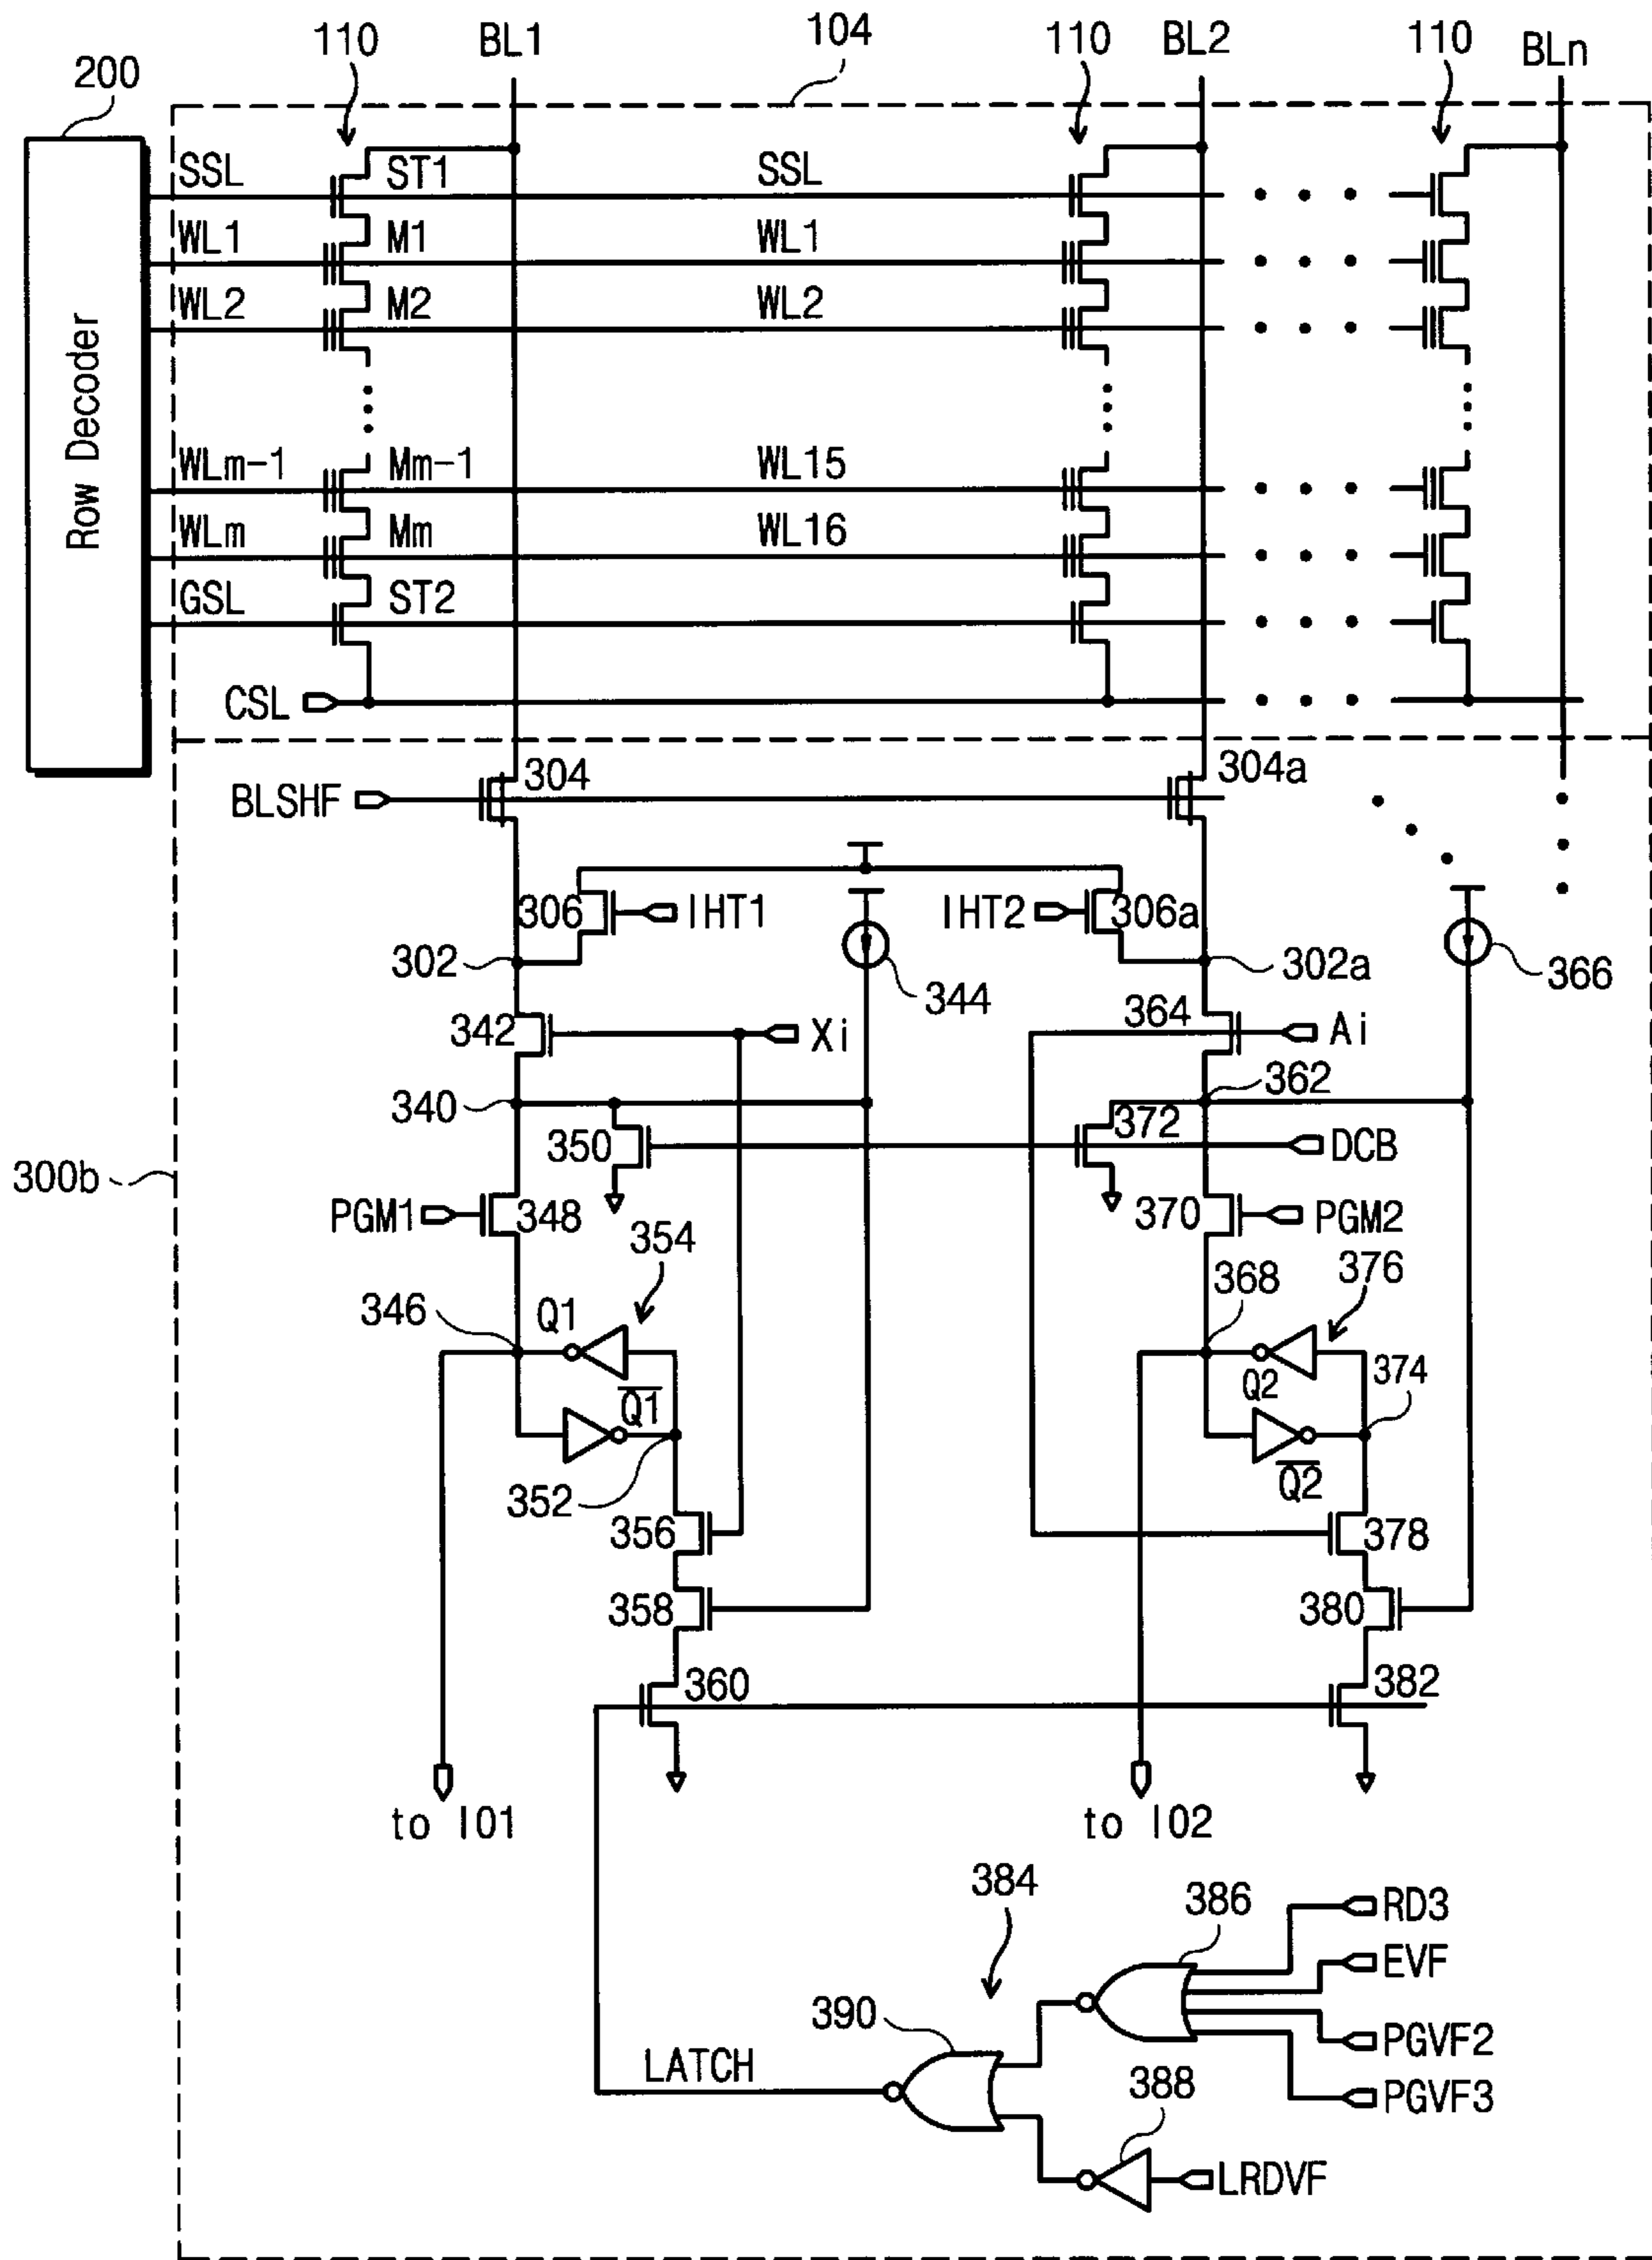 110 BL1 104 110 BL2 110 BLn
200
Row Decoder
SSL ST1 SSL
WL1 M1 WL1
WL2 M2 WL2
WLm-1 Mm-1 WL15
WLm Mm WL16
GSL ST2
CSL
BLSHF 304 304a
306 IHT1 IHT2 306a
302 344 302a 366
342 Xi 364 Ai
340 362
350 372 DCB
300b
PGM1 348 370 PGM2
354 376
346 Q1 368
Q1 Q2 374
352 Q2
356 378
358 380
360 382
to IO1 to IO2
384 386 RD3
EVF
390 PGVF2
LATCH 388 PGVF3
LRDVF